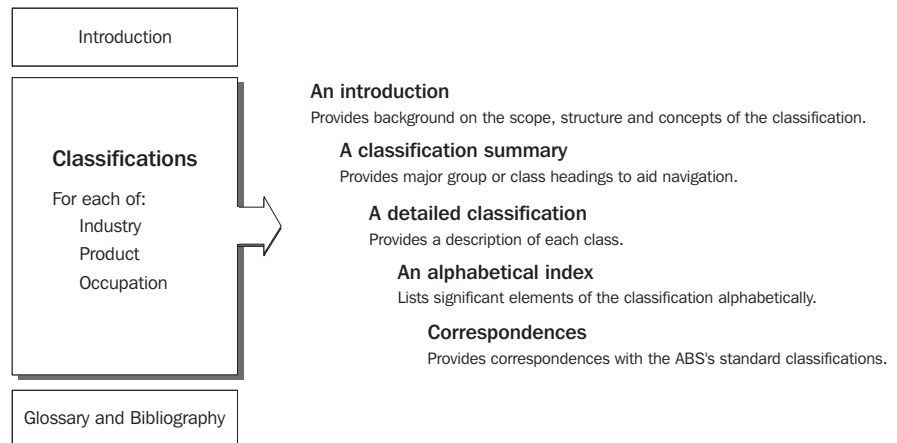 Introduction
Classifications
For each of:
Industry
Product
Occupation
Glossary and Bibliography
An introduction
Provides background on the scope, structure and concepts of the classification.
A classification summary
Provides major group or class headings to aid navigation.
A detailed classification
Provides a description of each class.
An alphabetical index
Lists significant elements of the classification alphabetically.
Correspondences
Provides correspondences with the ABS's standard classifications.